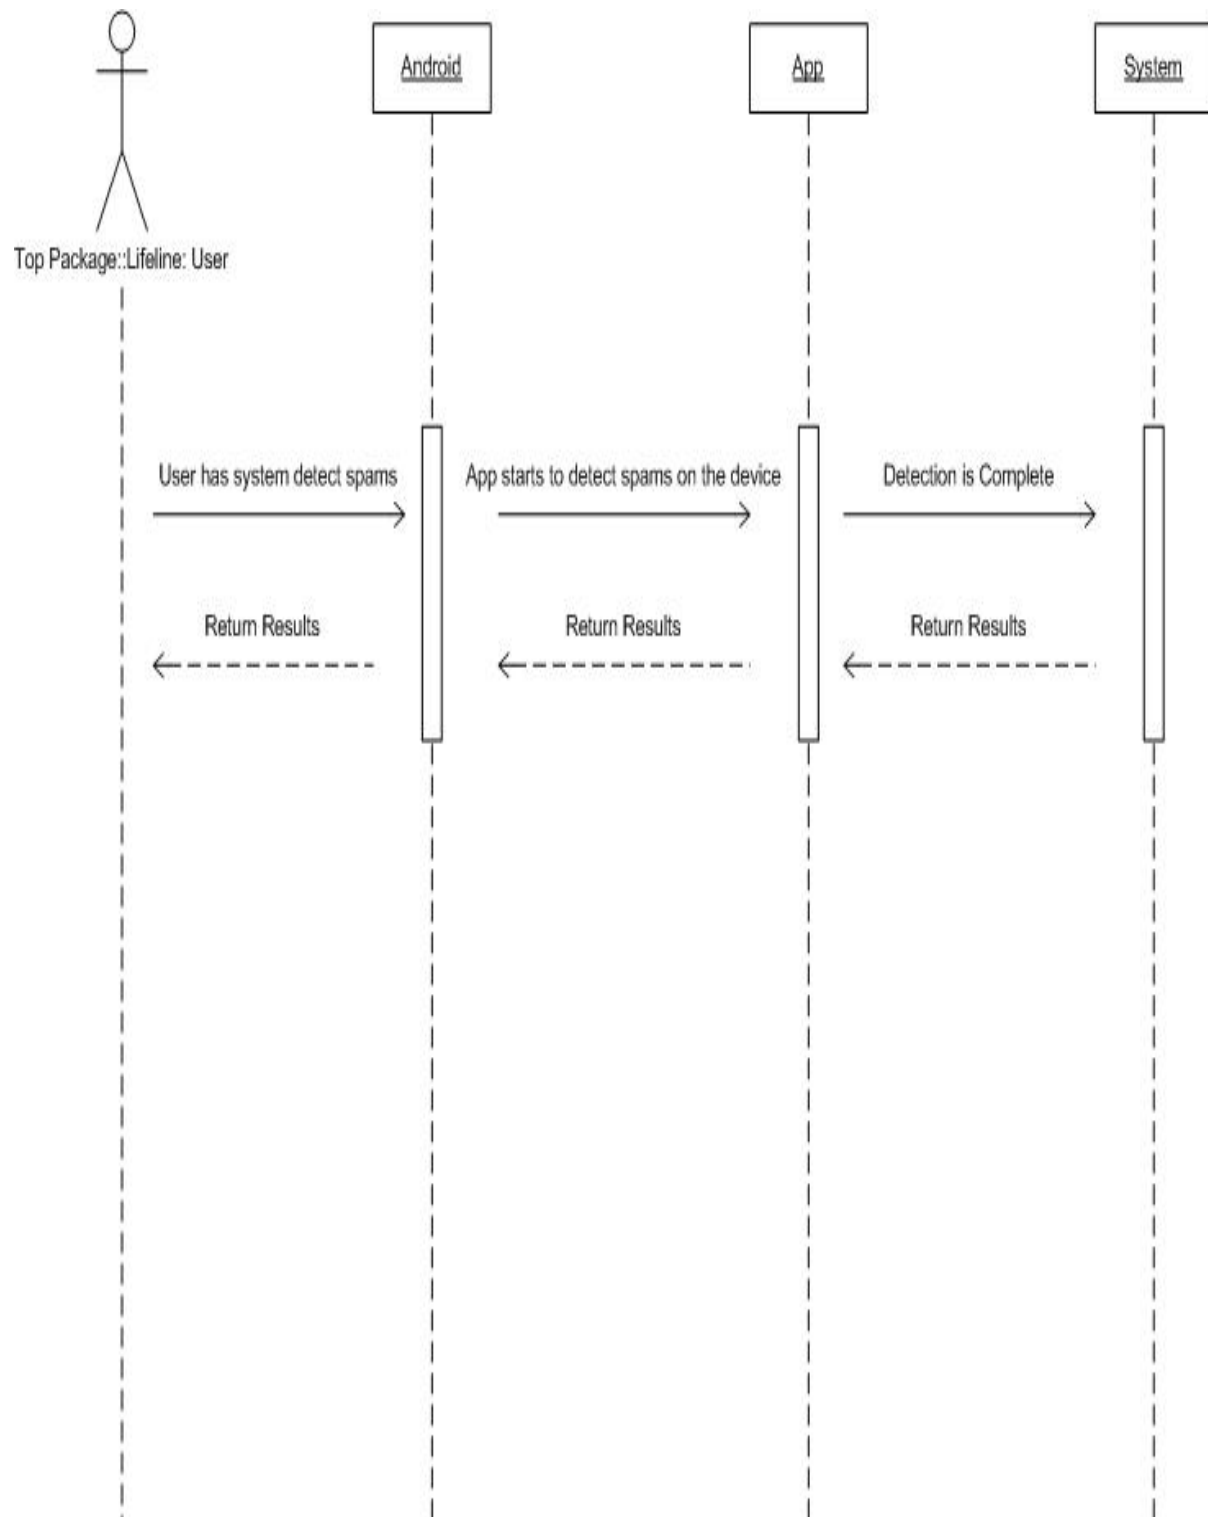 Android
App
System
Top Package::Lifeline: User
User has system detect spams
App starts to detect spams on the device
Detection is Complete
Return Results
Return Results
Return Results